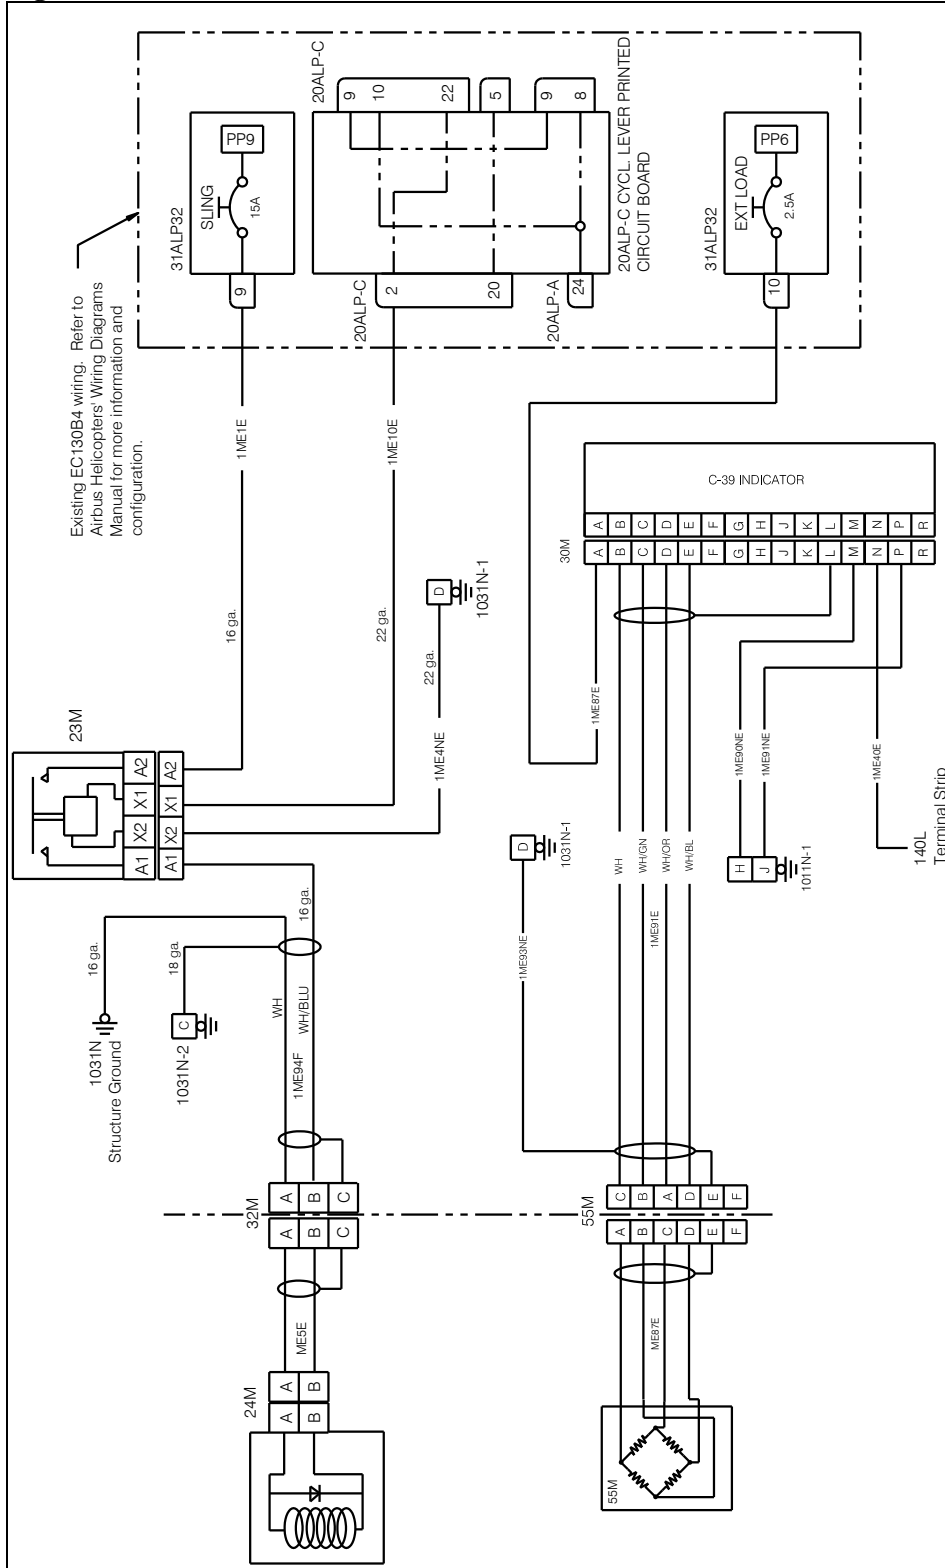 Existing EC130B4 wiring. Refer to
Airbus Helicopters' Wiring Diagrams
Manual for more information and
configuration.
31ALP32
SLING
15A
PP9
9
20ALP-C
9
10
22
5
9
8
20ALP-C
2
20
20ALP-A
24
20ALP-C CYCL. LEVER PRINTED
CIRCUIT BOARD
31ALP32
EXT LOAD
2.5A
PP6
10
1ME1E
16 ga.
1ME10E
22 ga.
22 ga.
1ME4NE
D
1031N-1
23M
A1
X2
X1
A2
A1
X2
X1
A2
C-39 INDICATOR
30M
A
B
C
D
E
F
G
H
J
K
L
M
N
P
R
A
B
C
D
E
F
G
H
J
K
L
M
N
P
R
1ME87E
1ME90NE
1ME91NE
1ME40E
H
J
1011N-1
140L
Terminal Strip
1031N
Structure Ground
16 ga.
1031N-2
C
18 ga.
16 ga.
WH
WH/BLU
1ME94F
D
1031N-1
1ME93NE
WH
WH/GN
WH/OR
WH/BL
1ME91E
32M
A
B
C
A
B
C
55M
C
B
A
D
E
F
A
B
C
D
E
F
ME5E
24M
A
B
A
B
ME87E
55M